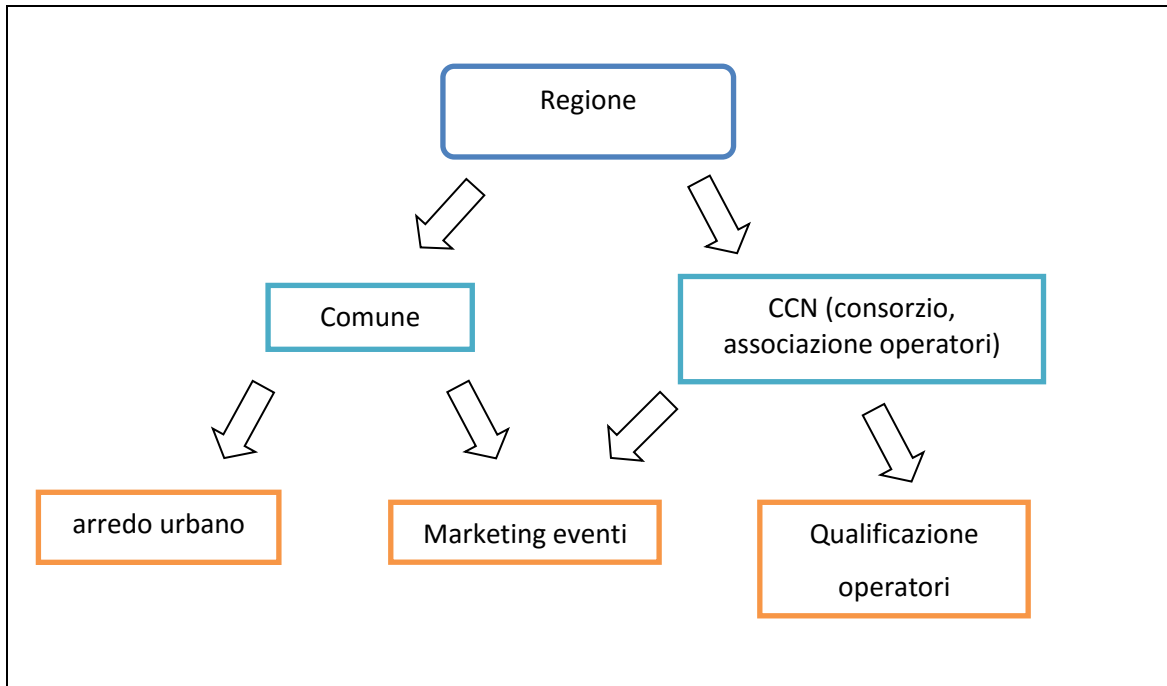 Regione
Comune
CCN (consorzio,
associazione operatori)
arredo urbano
Marketing eventi
Qualificazione
operatori